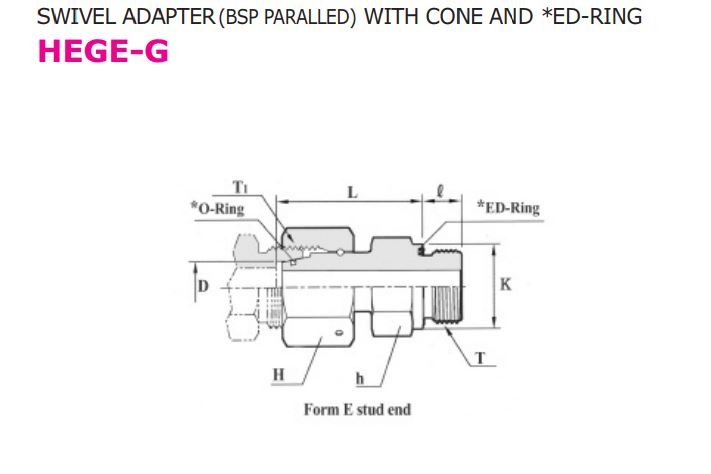 SWIVEL ADAPTER(BSP PARALLED) WITH CONE AND *ED-RING
HEGE-G
T1
L
ℓ
*O-Ring
*ED-Ring
D
K
T
H
h
Form E stud end